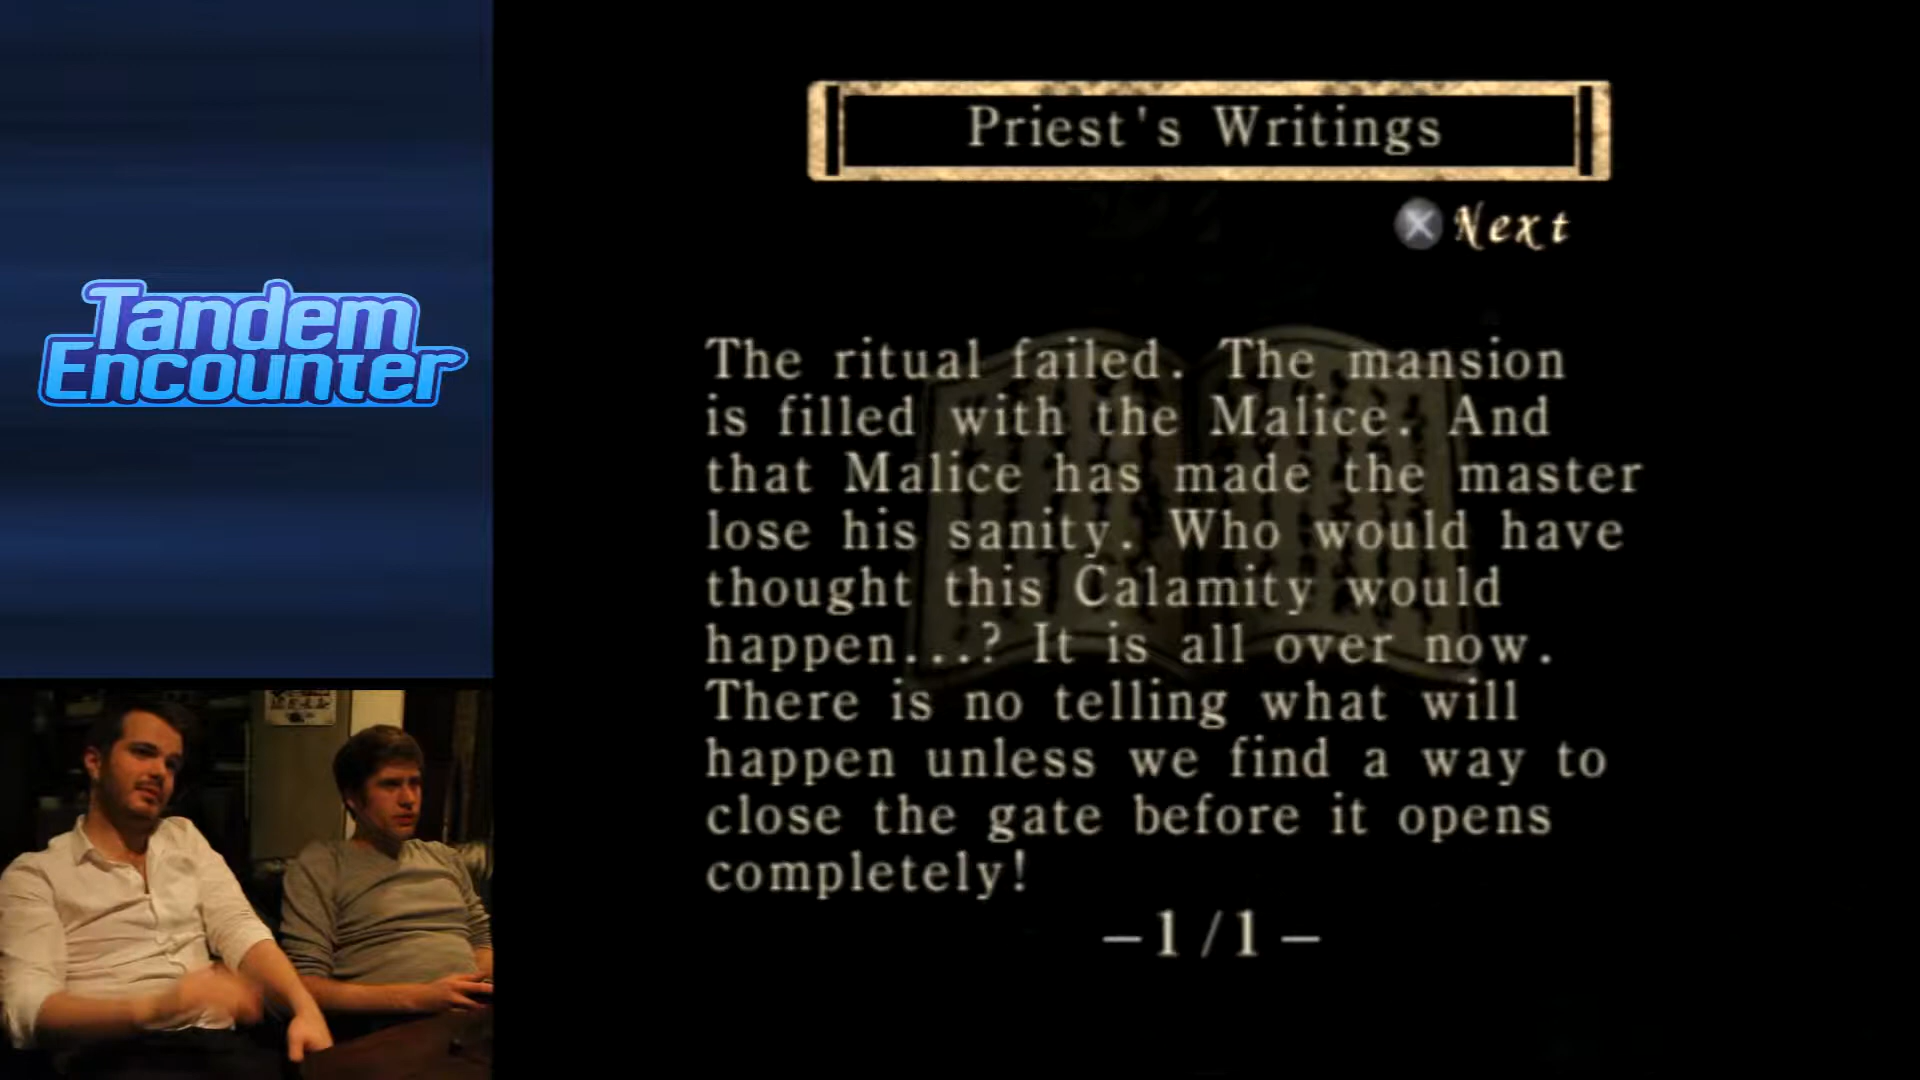 Tandem
Encounter
Priest's Writings
Next
The ritual failed. The mansion
is filled with the Malice. And
that Malice has made the master
lose his sanity. Who would have
thought this Calamity would
happen...? It is all over now.
There is no telling what will
happen unless we find a way to
close the gate before it opens
completely!
–1/1–